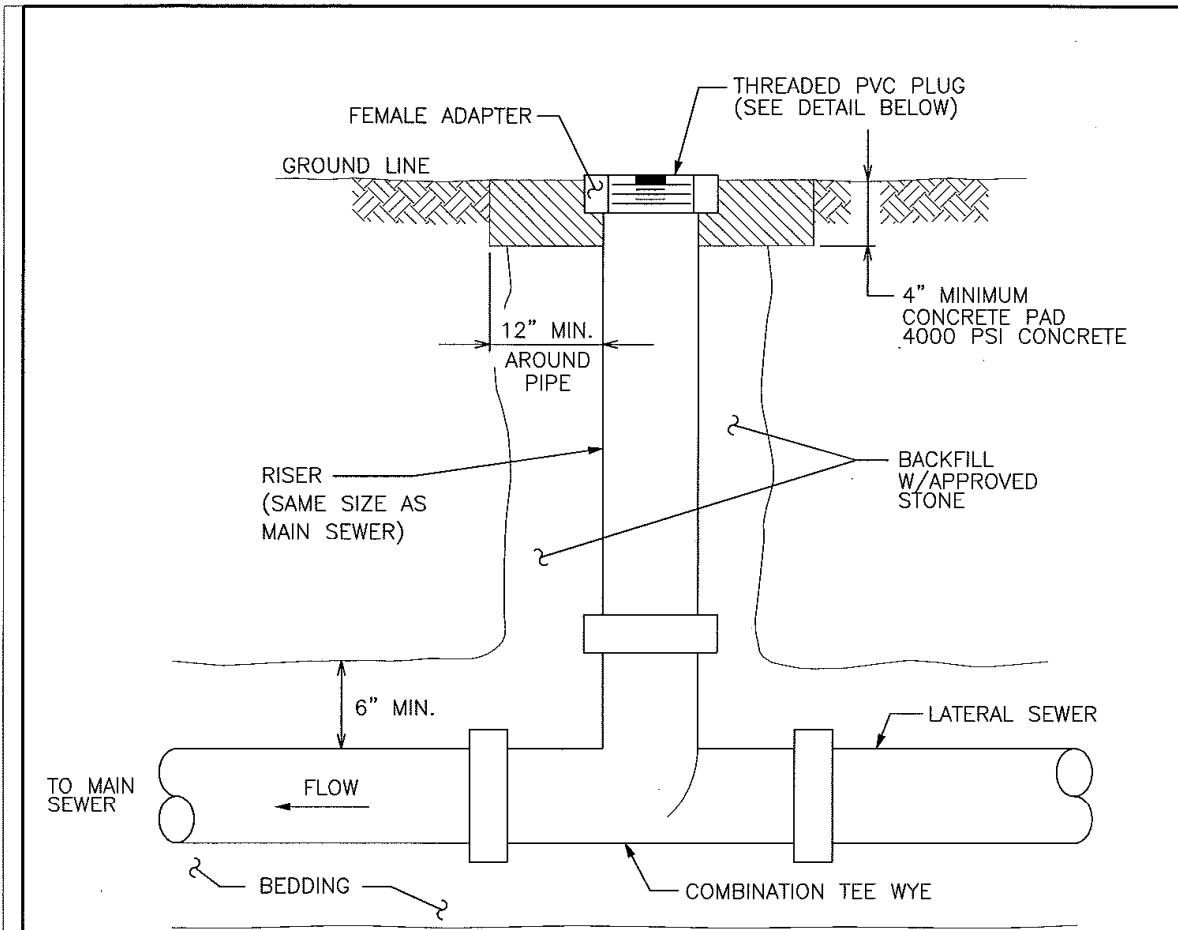 THREADED PVC PLUG
(SEE DETAIL BELOW)
FEMALE ADAPTER
GROUND LINE
4" MINIMUM
CONCRETE PAD
4000 PSI CONCRETE
12" MIN.
AROUND
PIPE
RISER
(SAME SIZE AS
MAIN SEWER)
BACKFILL
W/APPROVED
STONE
6" MIN.
LATERAL SEWER
TO MAIN
SEWER
FLOW
BEDDING
COMBINATION TEE WYE